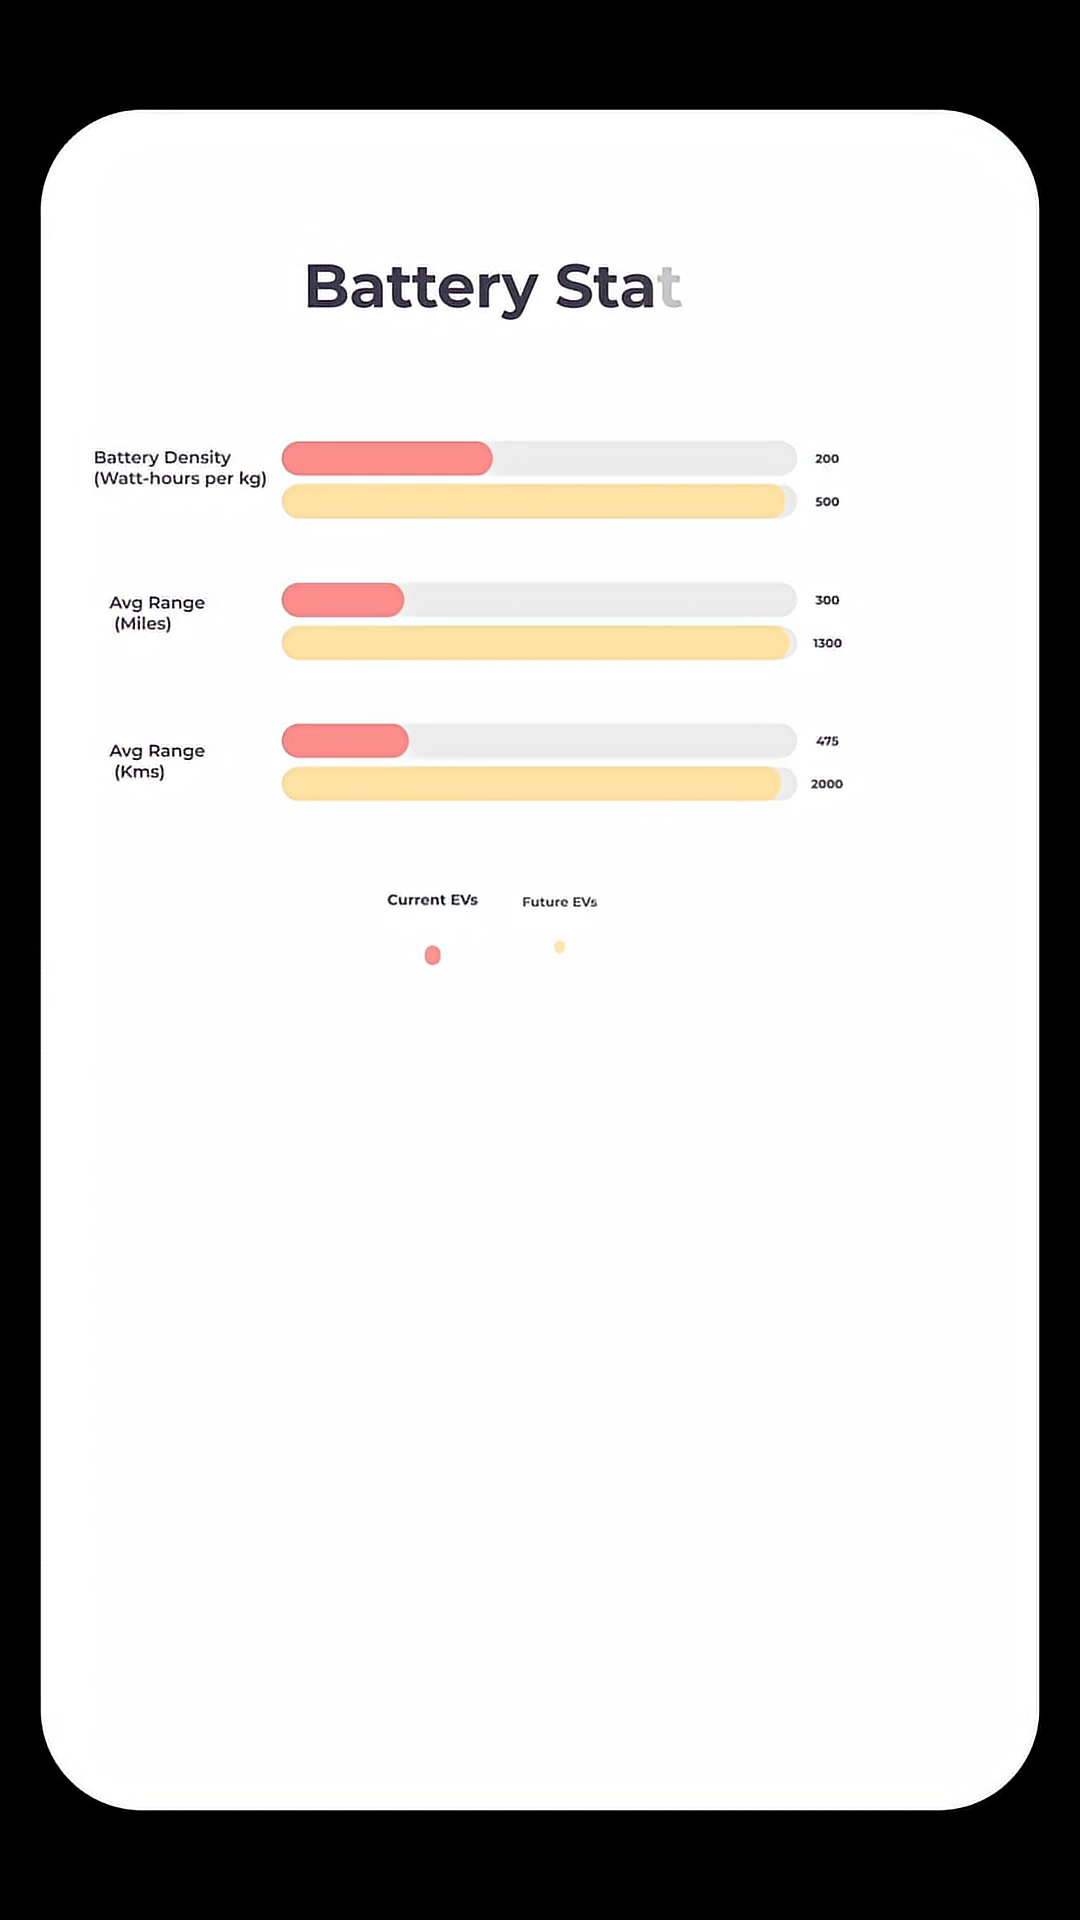 Battery Stat
Battery Density
(Watt-hours per kg)
200
500
Avg Range
(Miles)
300
1300
Avg Range
(Kms)
475
2000
Current EVs
Future EVs